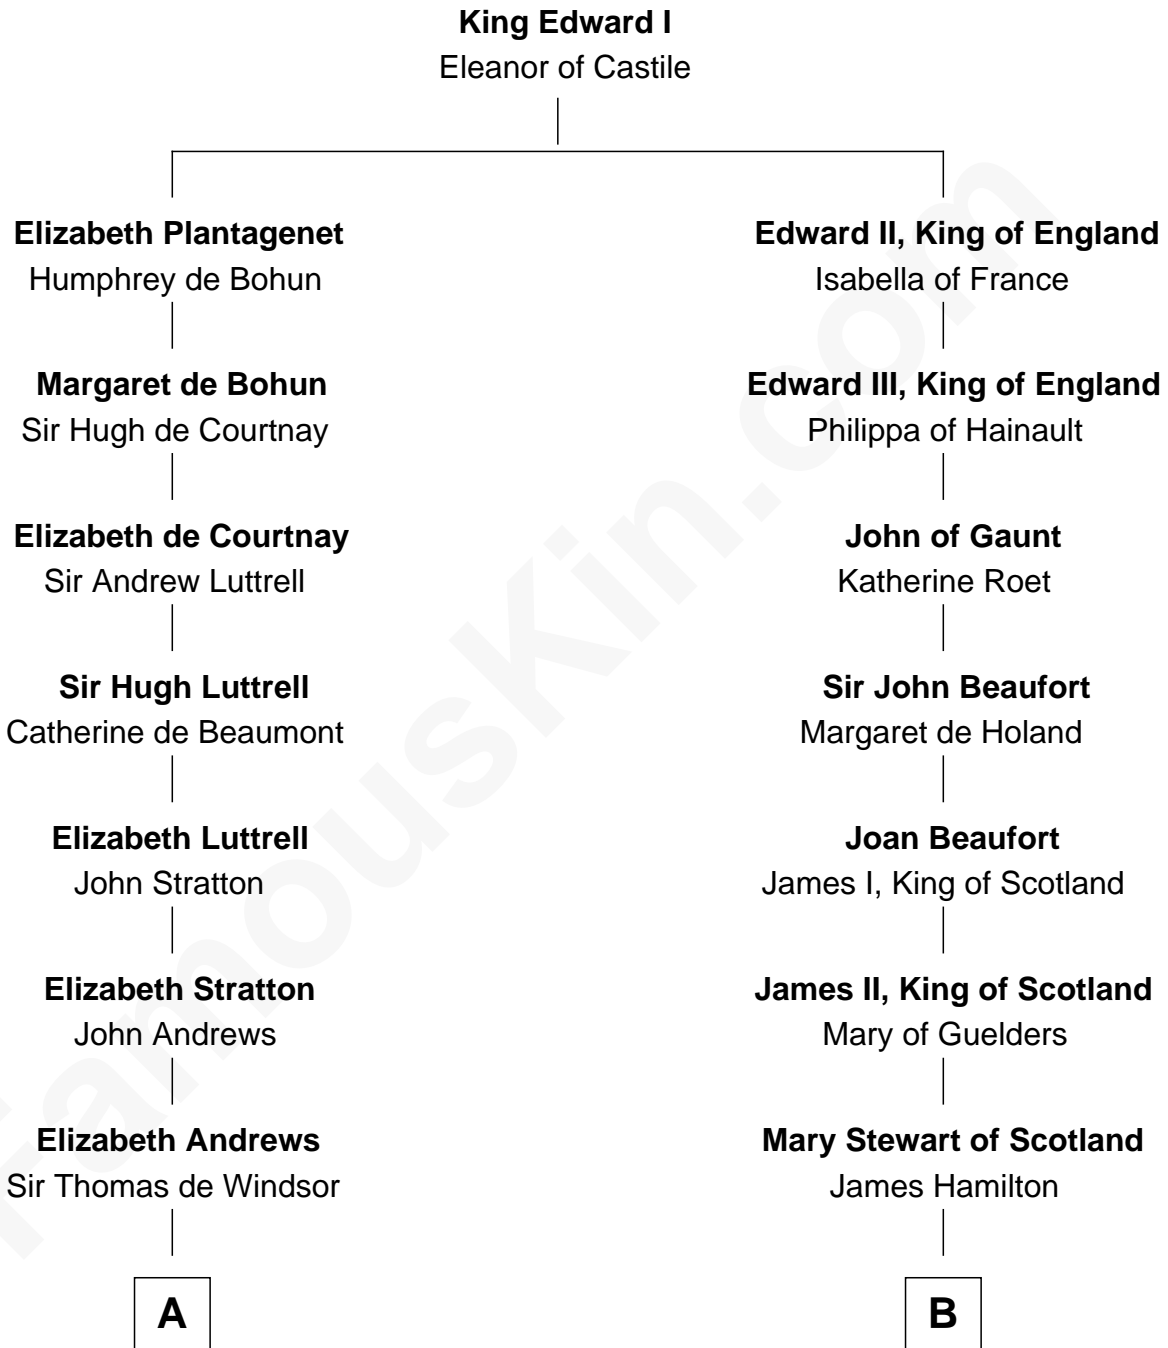 King Edward I
Eleanor of Castile
Elizabeth Plantagenet
Humphrey de Bohun
Edward II, King of England
Isabella of France
Margaret de Bohun
Sir Hugh de Courtnay
Edward III, King of England
Philippa of Hainault
Elizabeth de Courtnay
Sir Andrew Luttrell
John of Gaunt
Katherine Roet
Sir Hugh Luttrell
Catherine de Beaumont
Sir John Beaufort
Margaret de Holand
Elizabeth Luttrell
John Stratton
Joan Beaufort
James I, King of Scotland
Elizabeth Stratton
John Andrews
James II, King of Scotland
Mary of Guelders
Elizabeth Andrews
Sir Thomas de Windsor
Mary Stewart of Scotland
James Hamilton
A
B
FamousKin.com